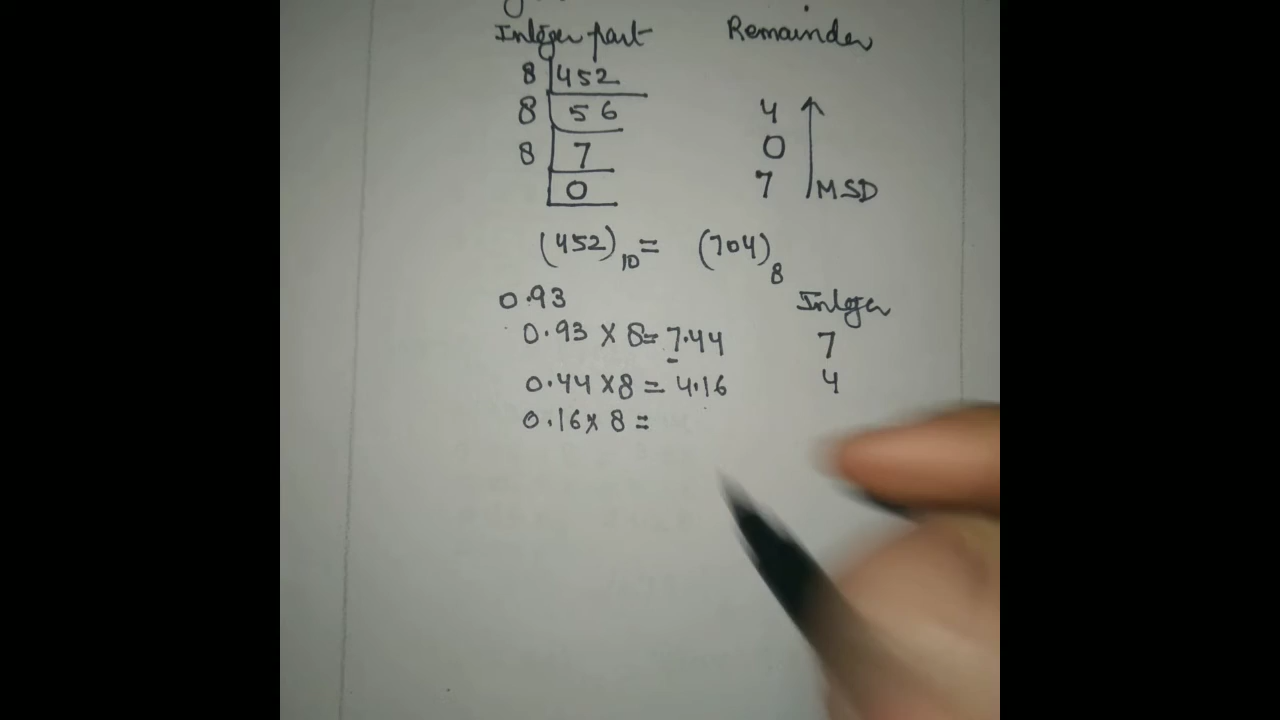 Integer part Remainder
8 452
8 56 4
8 7 0
0 7 MSD
(452)10 = (704)8
0.93 Integer
0.93 × 8 = 7.44 7
0.44 × 8 = 4.16 4
0.16 × 8 =